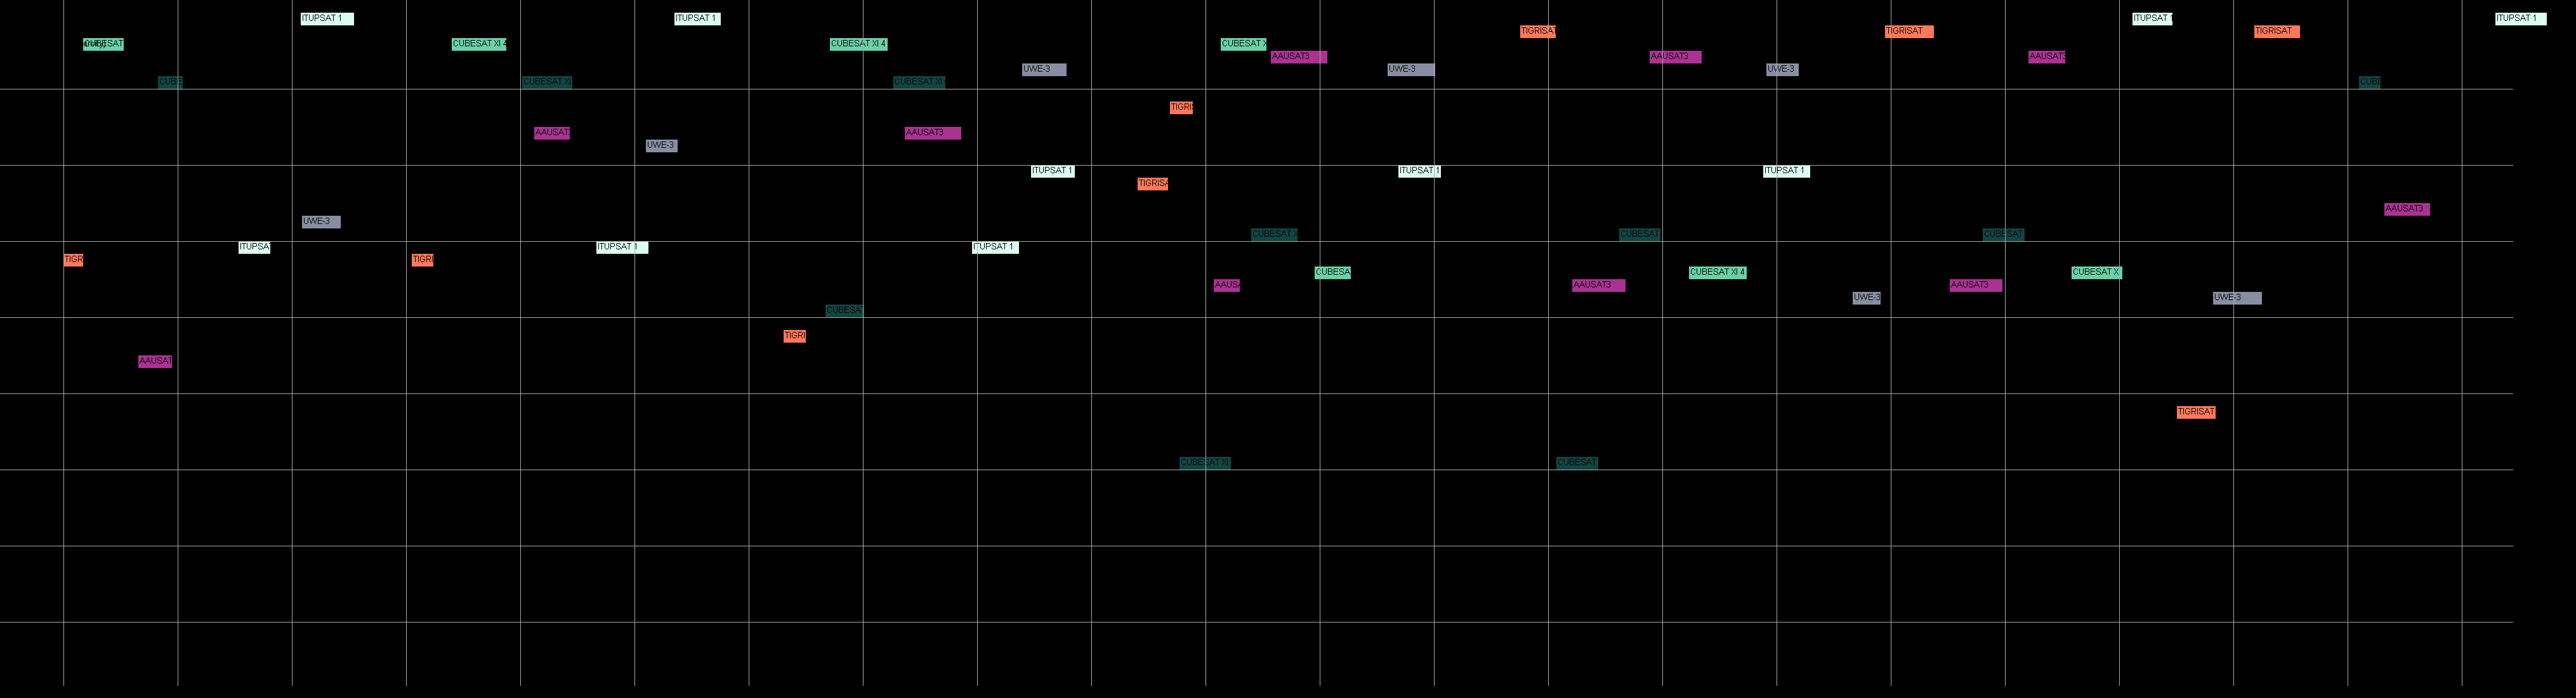 ITUPSAT 1 ITUPSAT 1 ITUPSAT 1 ITUPSAT 1
TIGRISAT TIGRISAT TIGRISAT
CUBESAT CUBESAT XI 4 CUBESAT XI 4 CUBESAT X
AAUSAT3 AAUSAT3 AAUSAT3
UWE-3 UWE-3 UWE-3
CUBE CUBESAT XI CUBESAT XI CUBE
TIGRIS
AAUSAT AAUSAT3
UWE-3
ITUPSAT 1 ITUPSAT 1 ITUPSAT 1
TIGRISA
AAUSAT3
UWE-3
CUBESAT X CUBESAT CUBESAT
ITUPSAT ITUPSAT 1 ITUPSAT 1
TIGR TIGRI
CUBESA CUBESAT XI 4 CUBESAT X
AAUSA AAUSAT3 AAUSAT3
UWE-3 UWE-3
CUBESAT
TIGRI
AAUSAT
TIGRISAT
CUBESAT XI CUBESAT